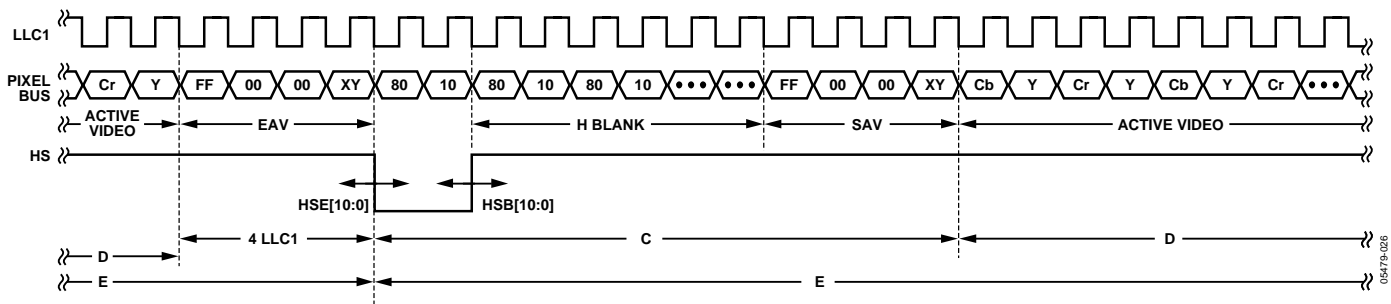 LLC1
PIXEL BUS Cr Y FF 00 00 XY 80 10 80 10 80 10 ••• ••• FF 00 00 XY Cb Y Cr Y Cb Y Cr •••
ACTIVE VIDEO EAV H BLANK SAV ACTIVE VIDEO
HS
HSE[10:0] HSB[10:0]
4 LLC1 C D
D
E E
05479-026